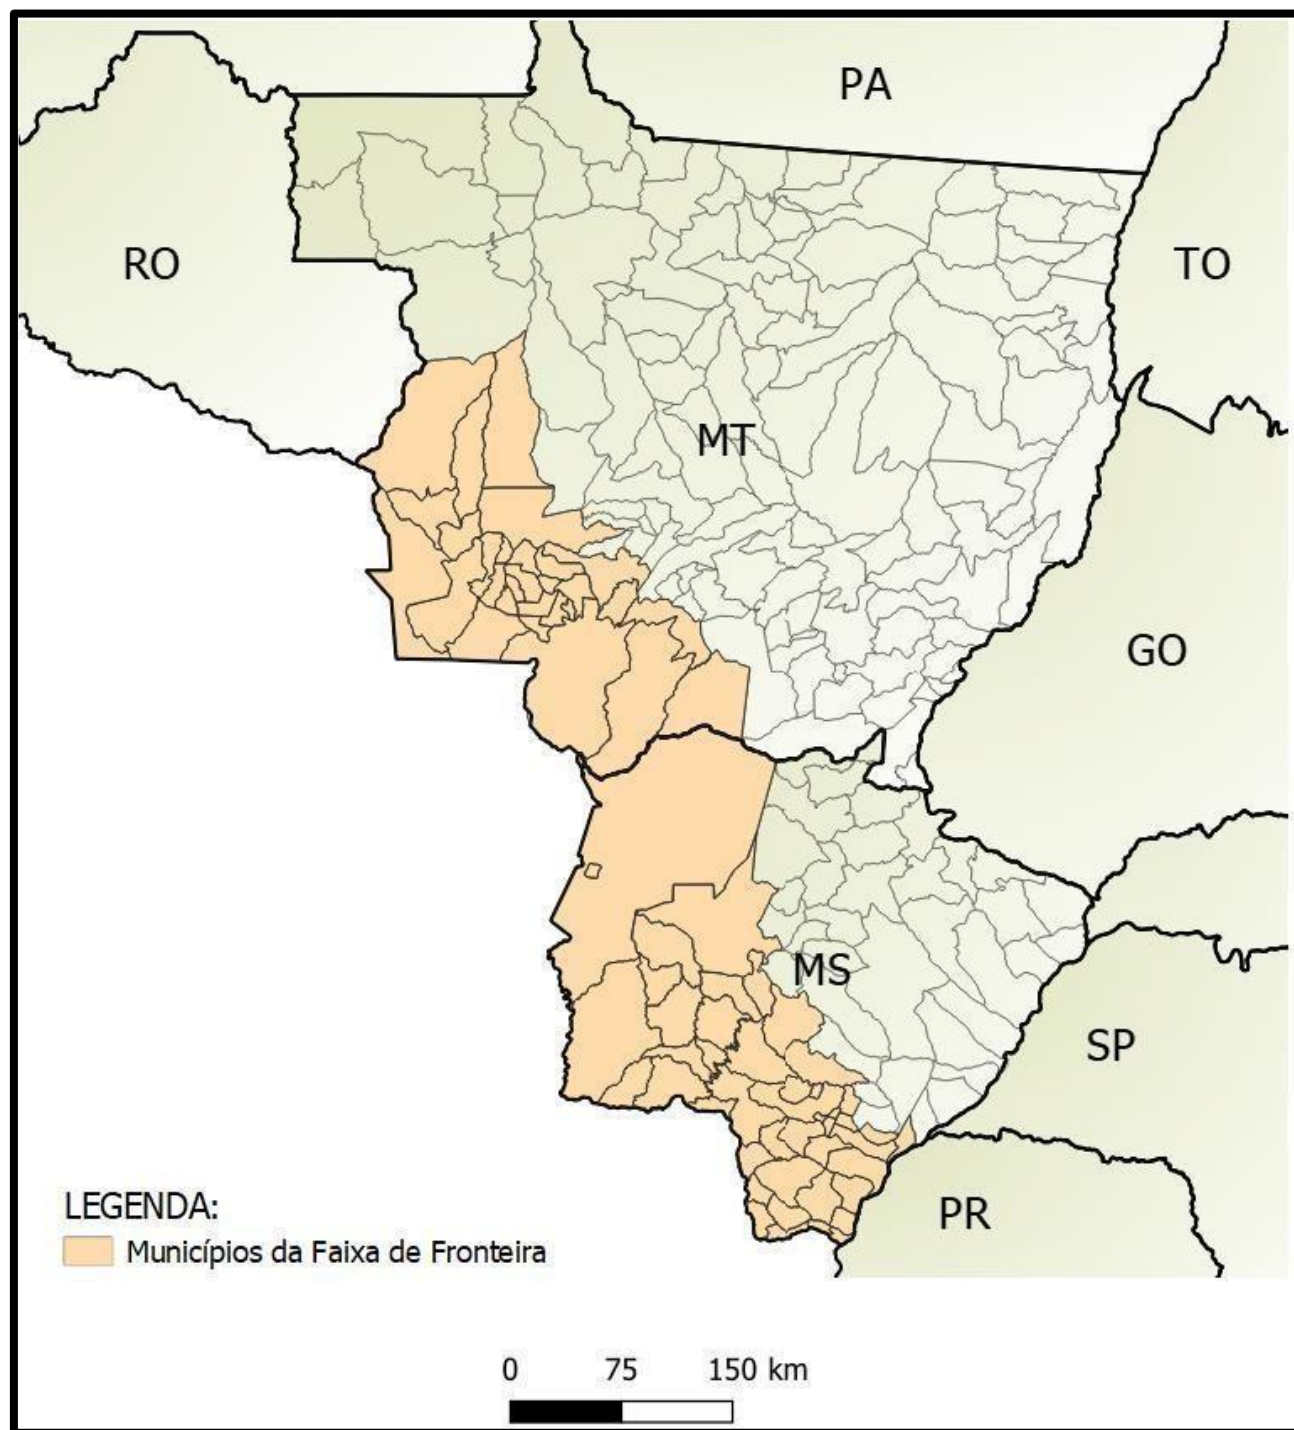 PA
RO
TO
MT
GO
MS
SP
PR
LEGENDA:
Municípios da Faixa de Fronteira
0 75 150 km